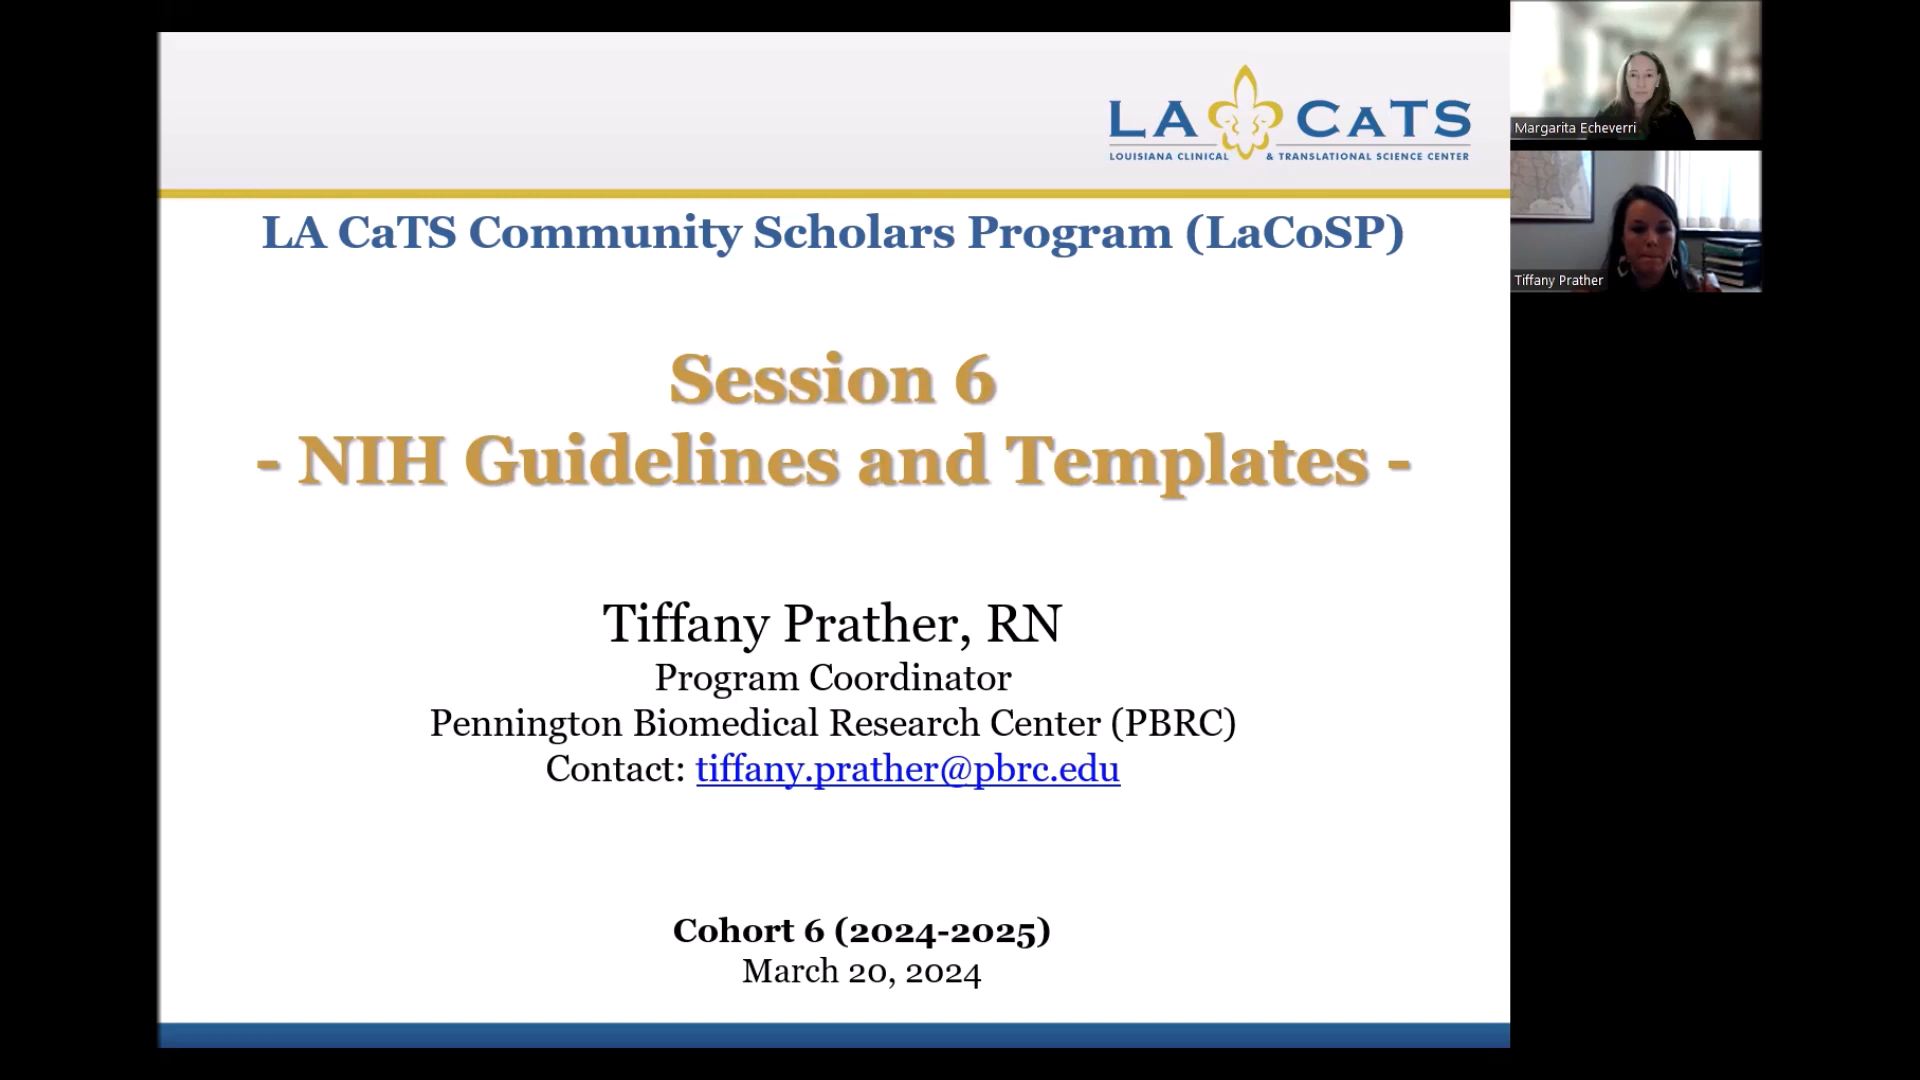 LA CaTS
LOUISIANA CLINICAL & TRANSLATIONAL SCIENCE CENTER
LA CaTS Community Scholars Program (LaCoSP)
Session 6
- NIH Guidelines and Templates -
Tiffany Prather, RN
Program Coordinator
Pennington Biomedical Research Center (PBRC)
Contact: tiffany.prather@pbrc.edu
Cohort 6 (2024-2025)
March 20, 2024
Margarita Echeverri
Tiffany Prather